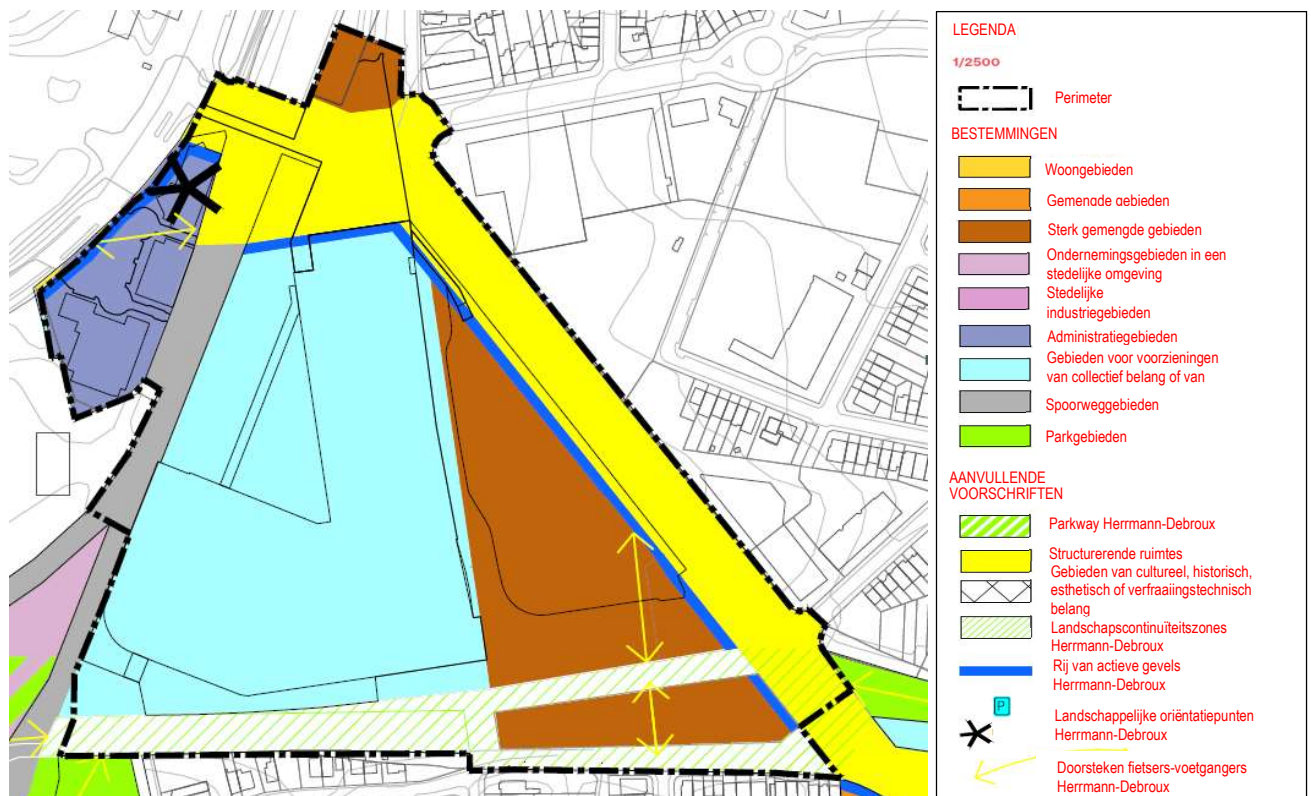 LEGENDA
1/2500
Perimeter
BESTEMMINGEN
Woongebieden
Gemengde gebieden
Sterk gemengde gebieden
Ondernemingsgebieden in een
stedelijke omgeving
Stedelijke
industriegebieden
Administratiegebieden
Gebieden voor voorzieningen
van collectief belang of van
Spoorweggebieden
Parkgebieden
AANVULLENDE
VOORSCHRIFTEN
Parkway Herrmann-Debroux
Structurerende ruimtes
Gebieden van cultureel, historisch,
esthetisch of verfraaiingstechnisch
belang
Landschapscontinuïteitszones
Herrmann-Debroux
Rij van actieve gevels
Herrmann-Debroux
P
Landschappelijke oriëntatiepunten
Herrmann-Debroux
Doorsteken fietsers-voetgangers
Herrmann-Debroux